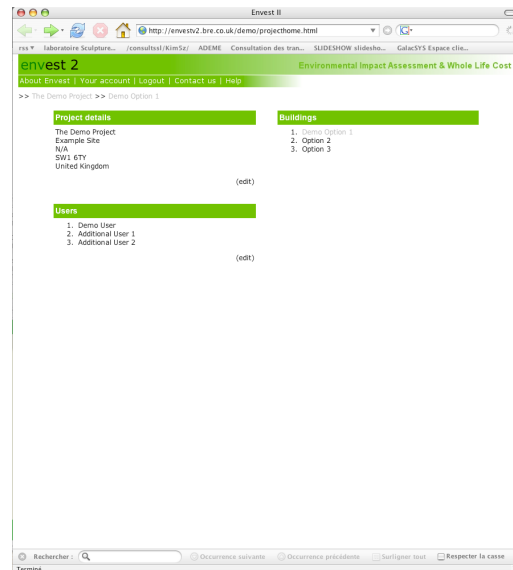 Envest II
http://envestv2.bre.co.uk/demo/projecthome.html
rss laboratoire Sculpture... /consultssl/KimSz/ ADEME Consultation des tran... SLIDESHOW slidesho... GalacSYS Espace clie...
envest 2 Environmental Impact Assessment & Whole Life Cost
About Envest | Your account | Logout | Contact us | Help
>> The Demo Project >> Demo Option 1
Project details
The Demo Project
Example Site
N/A
SW1 6TY
United Kingdom
(edit)
Buildings
1. Demo Option 1
2. Option 2
3. Option 3
Users
1. Demo User
2. Additional User 1
3. Additional User 2
(edit)
Rechercher : Occurrence suivante Occurrence précédente Surligner tout Respecter la casse
Terminé